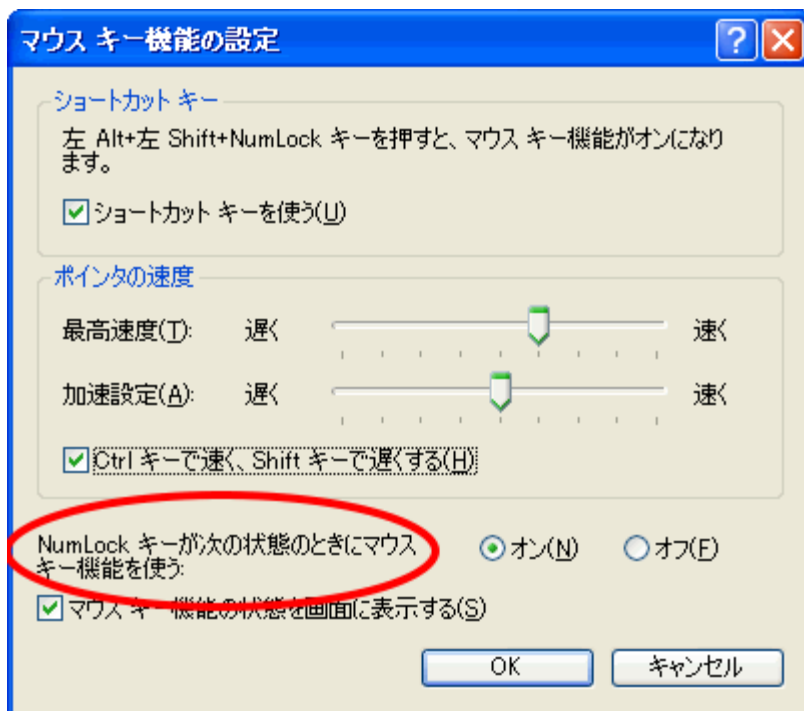 マウス キー機能の設定
ショートカット キー
左 Alt+左 Shift+NumLock キーを押すと、マウス キー機能がオンになり
ます。
ショートカット キーを使う(U)
ポインタの速度
最高速度(T): 遅く 速く
加速設定(A): 遅く 速く
Ctrl キーで速く、Shift キーで遅くする(H)
NumLock キーが次の状態のときにマウス オン(N) オフ(F)
キー機能を使う:
マウス キー機能の状態を画面に表示する(S)
OK キャンセル